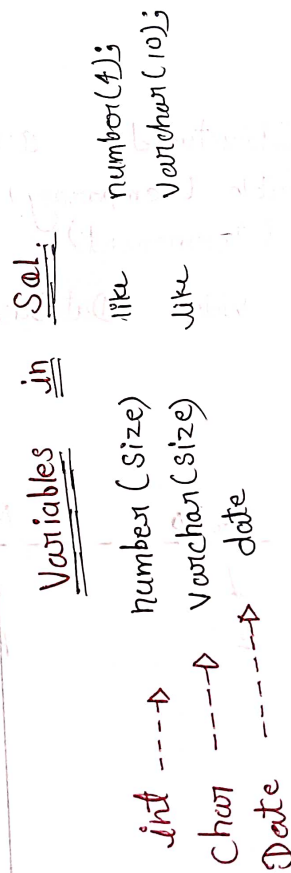 Variables in Sql.
int ----> number(size) like number(4);
Char ----> Varchar(size) like Varchar(10);
Date -----> date